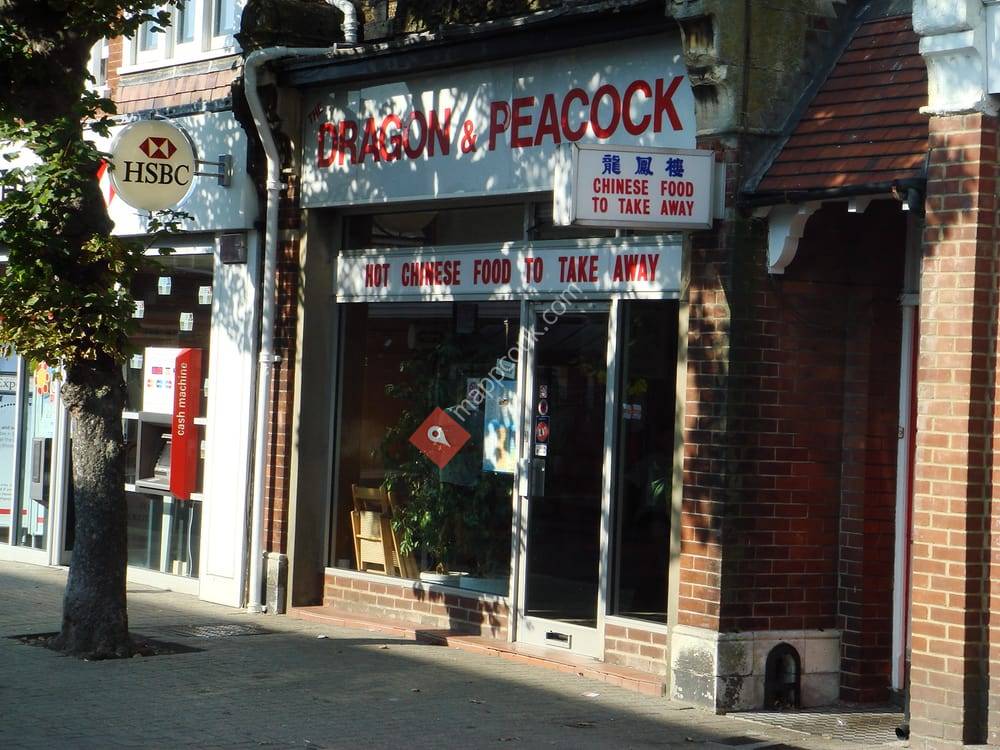 HSBC
THE
DRAGON & PEACOCK
龍鳳樓
CHINESE FOOD
TO TAKE AWAY
HOT CHINESE FOOD TO TAKE AWAY
cash machine
mapprouk.com